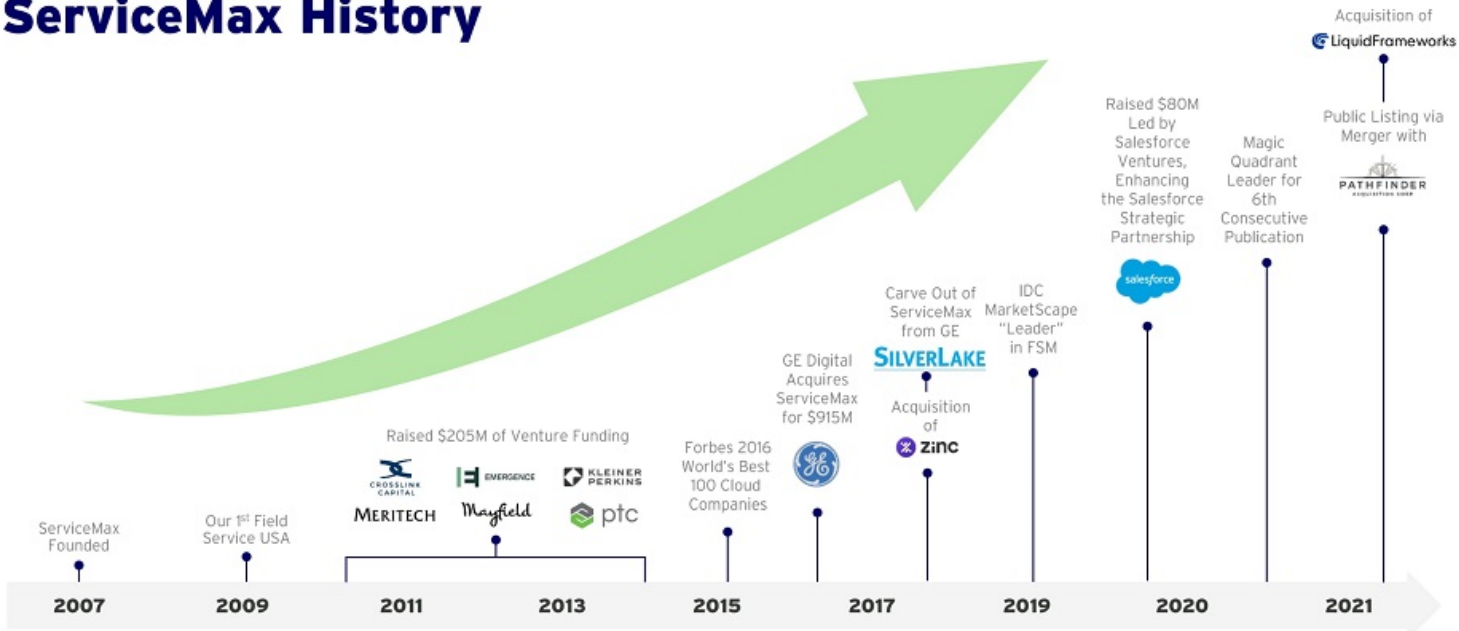 ServiceMax History
ServiceMax
Founded
Our 1st Field
Service USA
Raised $205M of Venture Funding
CROSSLINK
CAPITAL
EMERGENCE
KLEINER
PERKINS
MERITECH
Mayfield
ptc
Forbes 2016
World's Best
100 Cloud
Companies
GE Digital
Acquires
ServiceMax
for $915M
GE
Carve Out of
ServiceMax
from GE
SILVERLAKE
Acquisition
of
zinc
IDC
MarketScape
"Leader"
in FSM
Raised $80M
Led by
Salesforce
Ventures,
Enhancing
the Salesforce
Strategic
Partnership
salesforce
Magic
Quadrant
Leader for
6th
Consecutive
Publication
Acquisition of
LiquidFrameworks
Public Listing via
Merger with
PATHFINDER
ACQUISITION CORP
2007
2009
2011
2013
2015
2017
2019
2020
2021